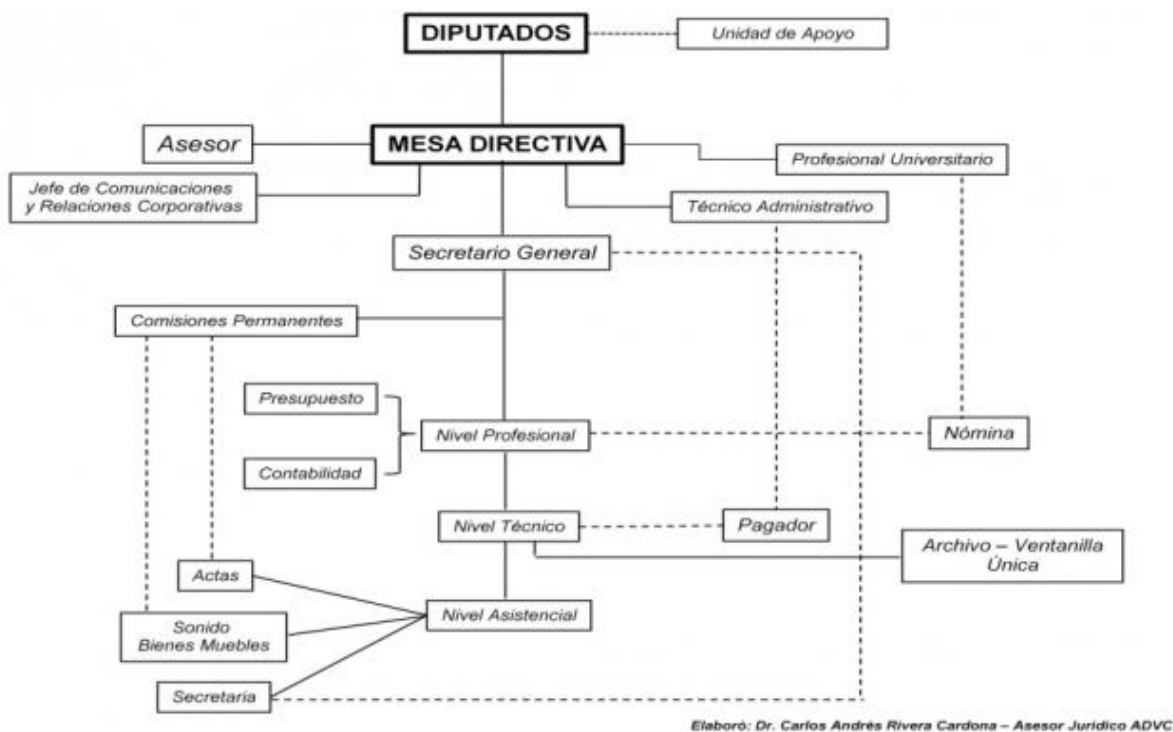 DIPUTADOS
Unidad de Apoyo
Asesor
MESA DIRECTIVA
Profesional Universitario
Jefe de Comunicaciones
y Relaciones Corporativas
Técnico Administrativo
Secretario General
Comisiones Permanentes
Presupuesto
Nivel Profesional
Nómina
Contabilidad
Nivel Técnico
Pagador
Archivo – Ventanilla
Única
Actas
Nivel Asistencial
Sonido
Bienes Muebles
Secretaria
Elaboró: Dr. Carlos Andrés Rivera Cardona – Asesor Jurídico ADVC